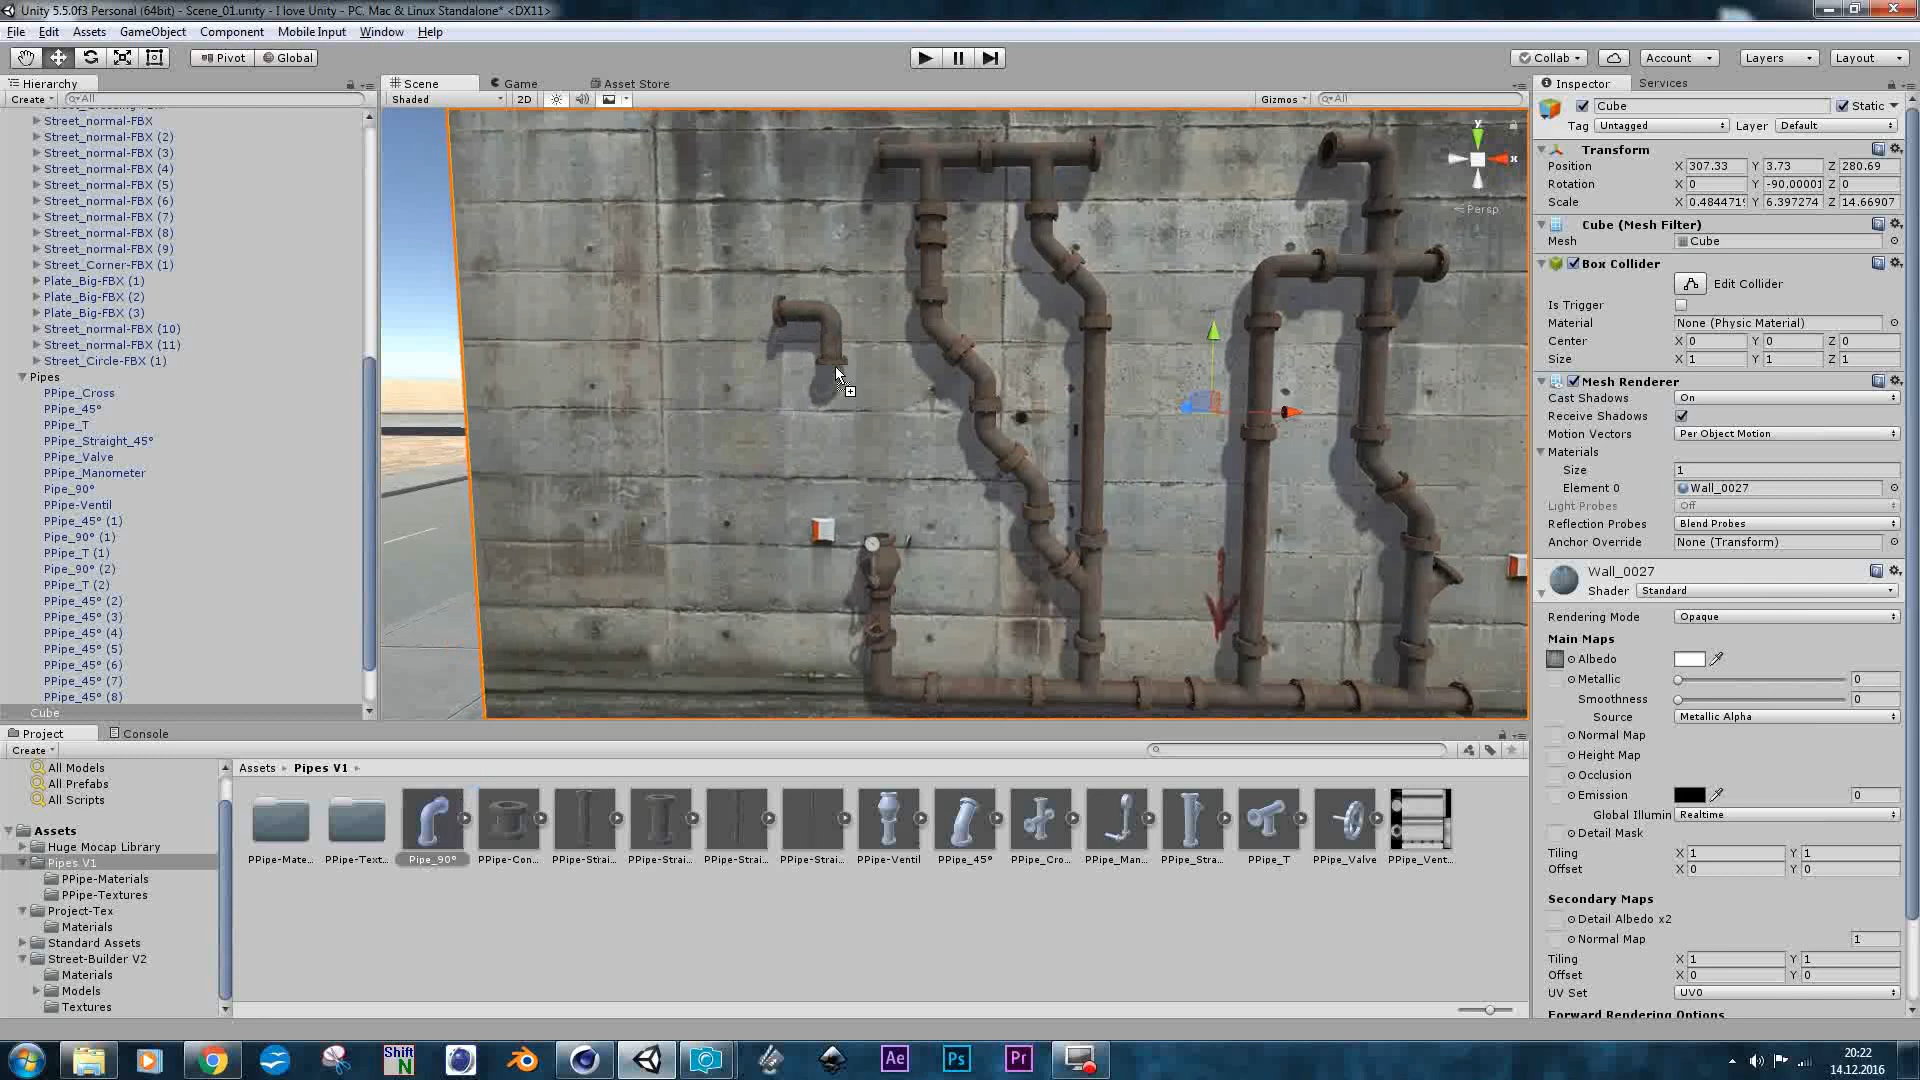 Unity 5.5.0f3 Personal (64bit) - Scene_01.unity - I love Unity - PC, Mac & Linux Standalone* <DX11>
File Edit Assets GameObject Component Mobile Input Window Help
Pivot Global Collab Account Layers Layout
Hierarchy
Create All
Street_normal-FBX
Street_normal-FBX (2)
Street_normal-FBX (3)
Street_normal-FBX (4)
Street_normal-FBX (5)
Street_normal-FBX (6)
Street_normal-FBX (7)
Street_normal-FBX (8)
Street_normal-FBX (9)
Street_Corner-FBX (1)
Plate_Big-FBX (1)
Plate_Big-FBX (2)
Plate_Big-FBX (3)
Street_normal-FBX (10)
Street_normal-FBX (11)
Street_Circle-FBX (1)
Pipes
PPipe_Cross
PPipe_45°
PPipe_T
PPipe_Straight_45°
PPipe_Valve
PPipe_Manometer
Pipe_90°
PPipe-Ventil
PPipe_45° (1)
Pipe_90° (1)
PPipe_T (1)
Pipe_90° (2)
PPipe_T (2)
PPipe_45° (2)
PPipe_45° (3)
PPipe_45° (4)
PPipe_45° (5)
PPipe_45° (6)
PPipe_45° (7)
PPipe_45° (8)
Cube
Scene Game Asset Store
Shaded 2D Gizmos All
y
x
Persp
Inspector Services
Cube Static
Tag Untagged Layer Default
Transform
Position X 307.33 Y 3.73 Z 280.69
Rotation X 0 Y -90.00001 Z 0
Scale X 0.484471 Y 6.397274 Z 14.66907
Cube (Mesh Filter)
Mesh Cube
Box Collider
Edit Collider
Is Trigger
Material None (Physic Material)
Center X 0 Y 0 Z 0
Size X 1 Y 1 Z 1
Mesh Renderer
Cast Shadows On
Receive Shadows
Motion Vectors Per Object Motion
Materials
Size 1
Element 0 Wall_0027
Light Probes Off
Reflection Probes Blend Probes
Anchor Override None (Transform)
Wall_0027
Shader Standard
Rendering Mode Opaque
Main Maps
Albedo
Metallic 0
Smoothness 0
Source Metallic Alpha
Normal Map
Height Map
Occlusion
Emission 0
Global Illumin Realtime
Detail Mask
Tiling X 1 Y 1
Offset X 0 Y 0
Secondary Maps
Detail Albedo x2
Normal Map 1
Tiling X 1 Y 1
Offset X 0 Y 0
UV Set UV0
Forward Rendering Options
Project Console
Create
All Models
All Prefabs
All Scripts
Assets
Huge Mocap Library
Pipes V1
PPipe-Materials
PPipe-Textures
Project-Tex
Materials
Standard Assets
Street-Builder V2
Materials
Models
Textures
Assets Pipes V1
PPipe-Mate... PPipe-Text... Pipe_90° PPipe-Con... PPipe-Strai... PPipe-Strai... PPipe-Strai... PPipe-Strai... PPipe-Ventil PPipe_45° PPipe_Cro... PPipe_Man... PPipe_Stra... PPipe_T PPipe_Valve PPipe_Vent...
Shift N Ae Ps Pr
20:22
14.12.2016